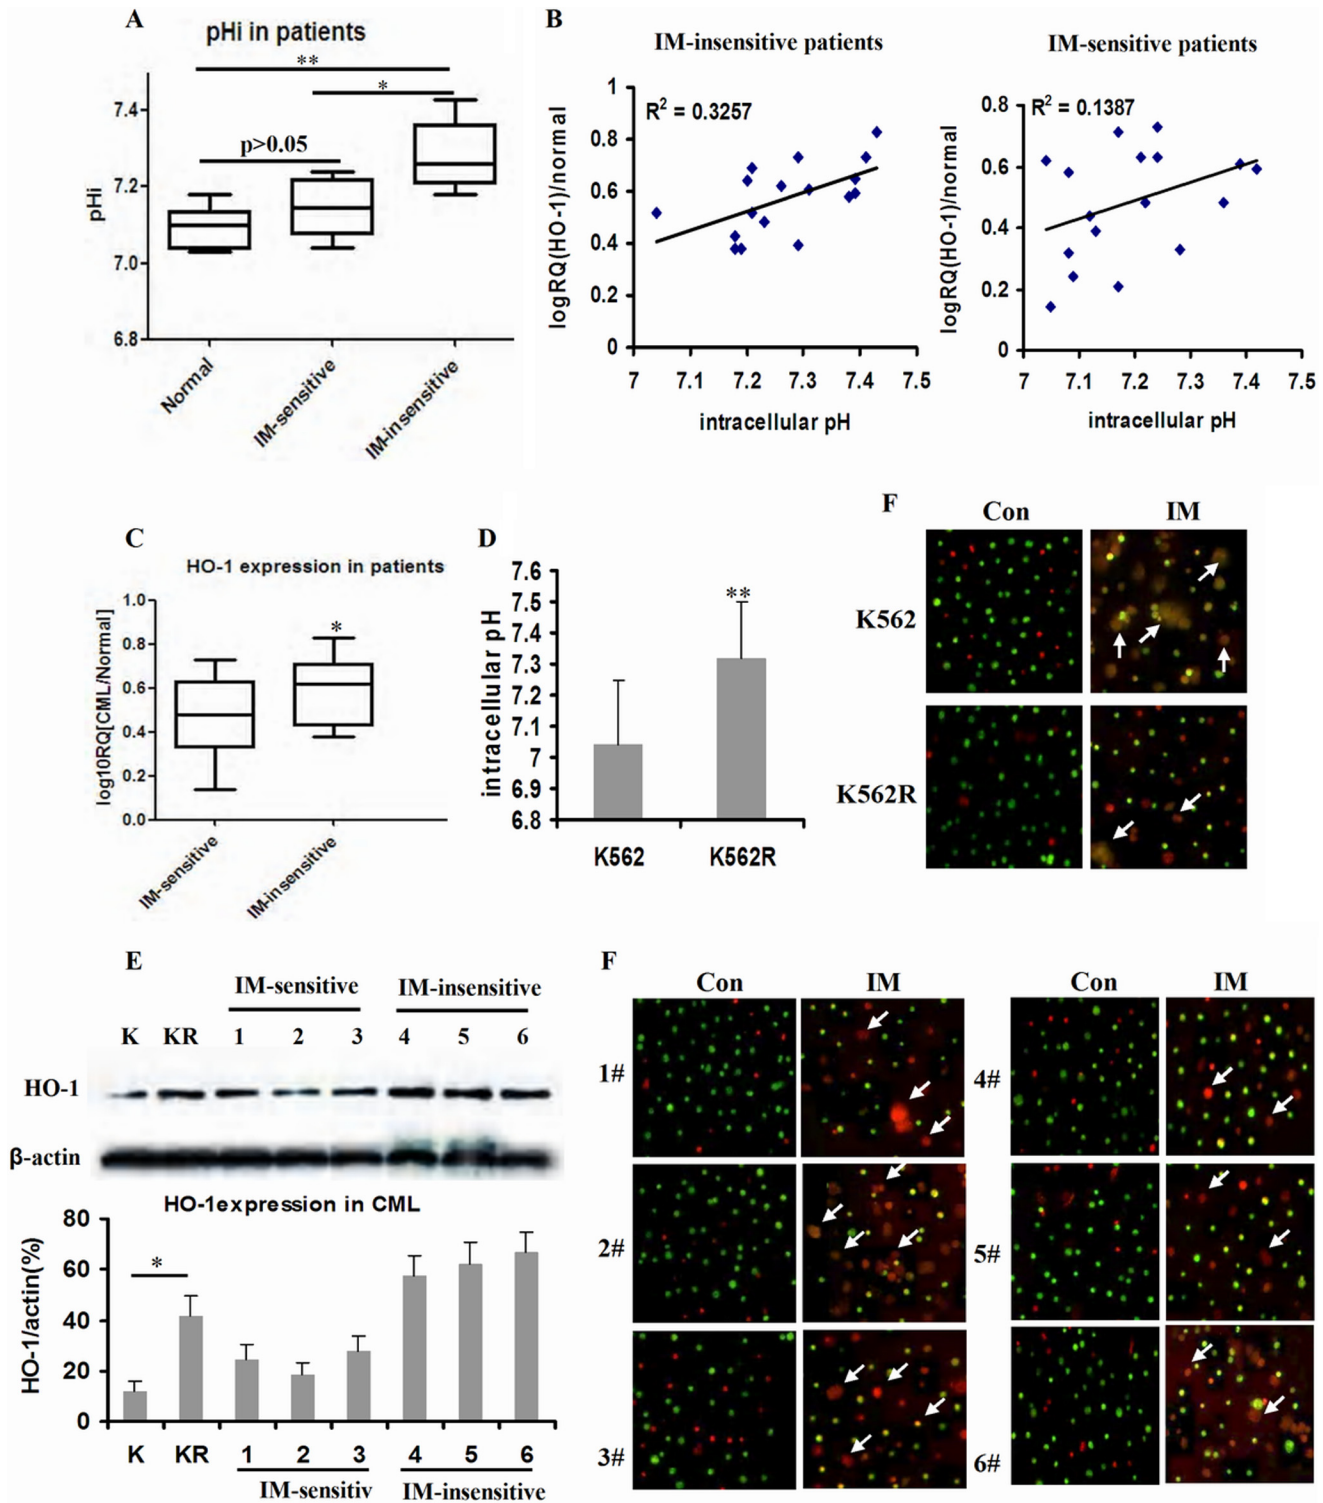 A
pHi in patients
**
*
p>0.05
7.4
7.2
7.0
6.8
pHi
Normal
IM-sensitive
IM-insensitive
B
IM-insensitive patients
R² = 0.3257
1
0.8
0.6
0.4
0.2
0
logRQ(HO-1)/normal
7 7.1 7.2 7.3 7.4 7.5
intracellular pH
IM-sensitive patients
R² = 0.1387
0.8
0.6
0.4
0.2
0
logRQ(HO-1)/normal
7 7.1 7.2 7.3 7.4 7.5
intracellular pH
C
HO-1 expression in patients
*
1.0
0.8
0.6
0.4
0.2
0.0
log10RQ[CML/Normal]
IM-sensitive
IM-insensitive
D
7.6
7.5
7.4
7.3
7.2
7.1
7
6.9
6.8
intracellular pH
**
K562 K562R
F
Con IM
K562
K562R
E
IM-sensitive IM-insensitive
K KR 1 2 3 4 5 6
HO-1
β-actin
HO-1expression in CML
80
60
40
20
0
HO-1/actin(%)
*
K KR 1 2 3 4 5 6
IM-sensitiv IM-insensitive
F
Con IM Con IM
1# 4#
2# 5#
3# 6#